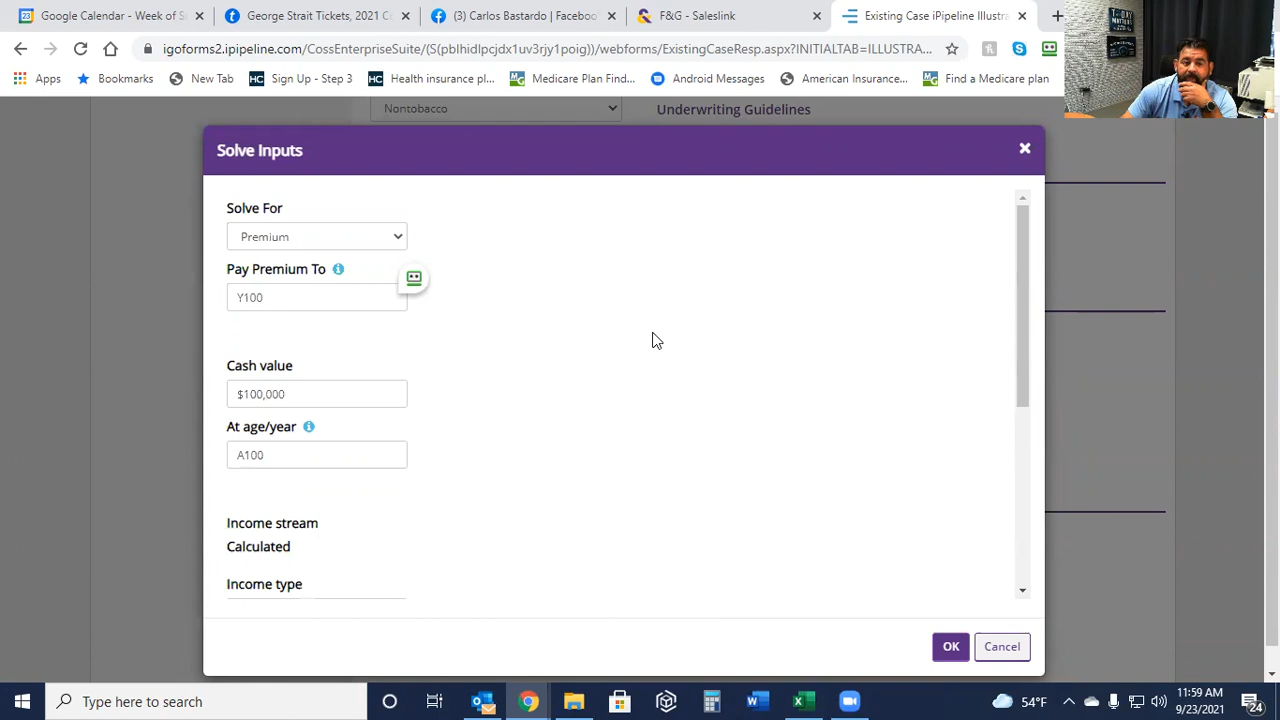 Google Calendar - Week of S
George Strait Tickets, 2021 C
Carlos Bastardo | Faceboo
F&G - SalesLink
Existing Case iPipeline Illustra
igoforms2.ipipeline.com/CossEnterpriseSuite/(S(pblhidlpcjdx1uv3rjy1poig))/webforms/ExistingCaseResp.aspx?INITIALTAB=ILLUSTRA...
Apps
Bookmarks
New Tab
Sign Up - Step 3
Health insurance pl...
Medicare Plan Find...
Android Messages
American Insurance...
Find a Medicare plan
Nontobacco
Underwriting Guidelines
Solve Inputs
Solve For
Premium
Pay Premium To
Y100
Cash value
$100,000
At age/year
A100
Income stream
Calculated
Income type
OK
Cancel
Type here to search
54°F
11:59 AM
9/23/2021
24